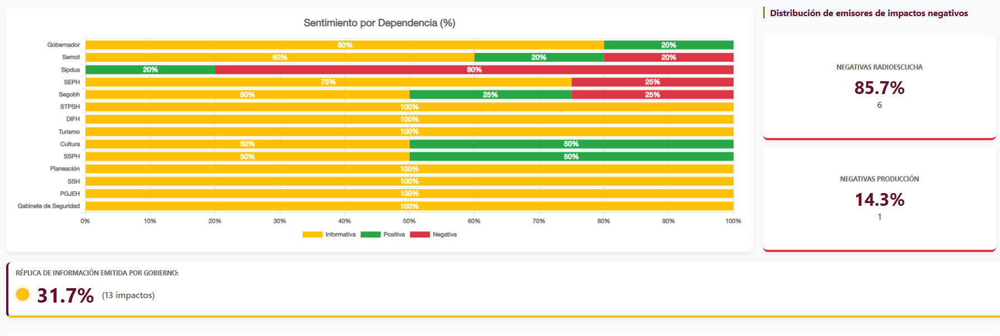 Sentimiento por Dependencia (%)
Gobernador 80% 20%
Semot 60% 20% 20%
Sipdus 20% 80%
SEPH 75% 25%
Segobh 50% 25% 25%
STPSH 100%
DIFH 100%
Turismo 100%
Cultura 50% 50%
SSPH 50% 50%
Planeación 100%
SSH 100%
PGJEH 100%
Gabinete de Seguridad 100%
0% 10% 20% 30% 40% 50% 60% 70% 80% 90% 100%
Informativa Positiva Negativa
Distribución de emisores de impactos negativos
NEGATIVAS RADIOESCUCHA
85.7%
6
NEGATIVAS PRODUCCIÓN
14.3%
1
RÉPLICA DE INFORMACIÓN EMITIDA POR GOBIERNO:
31.7% (13 impactos)